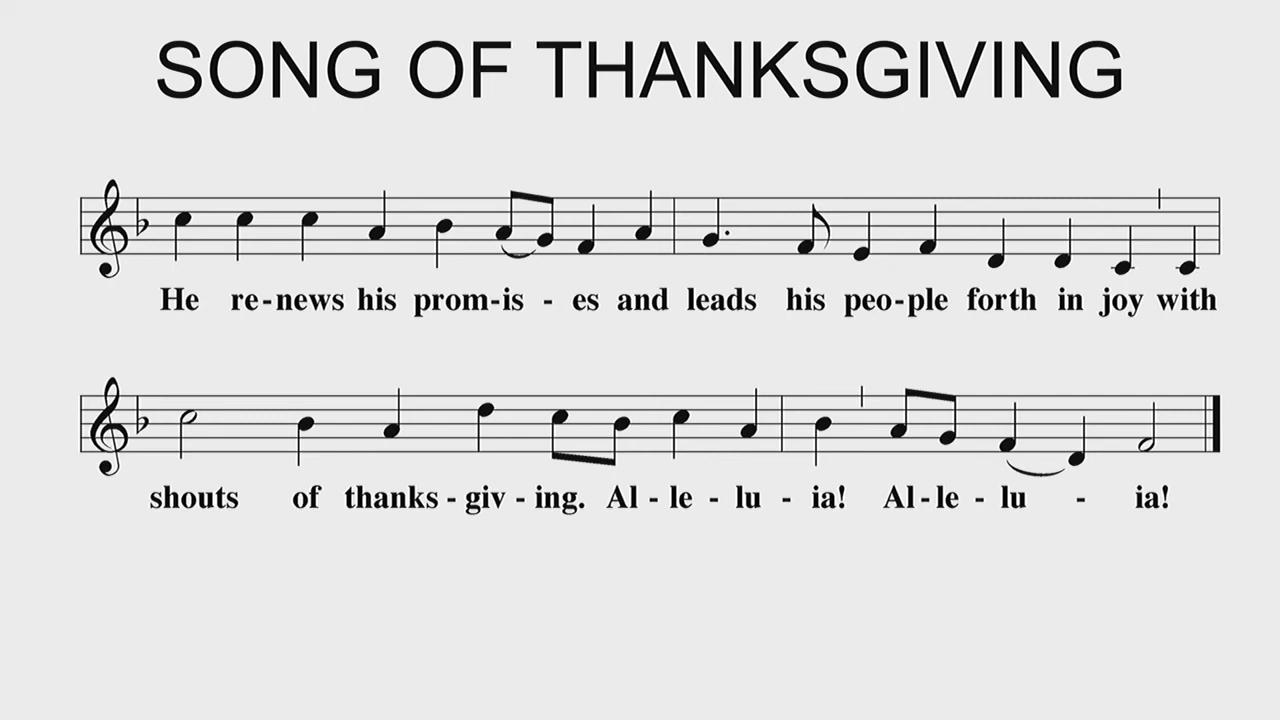 SONG OF THANKSGIVING
He re-news his prom-is - es and leads his peo-ple forth in joy with
shouts of thanks - giv - ing. Al - le - lu - ia! Al - le - lu - ia!